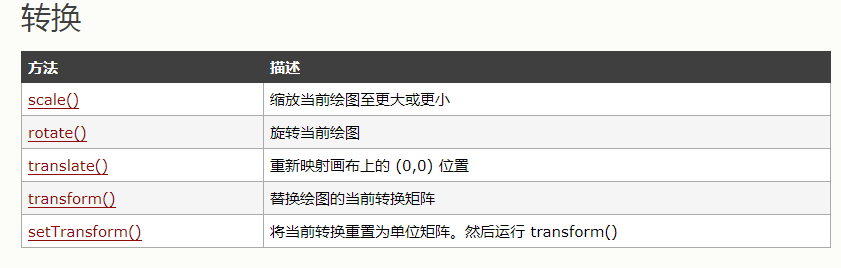 转换
方法 描述
scale() 缩放当前绘图至更大或更小
rotate() 旋转当前绘图
translate() 重新映射画布上的 (0,0) 位置
transform() 替换绘图的当前转换矩阵
setTransform() 将当前转换重置为单位矩阵。然后运行 transform()